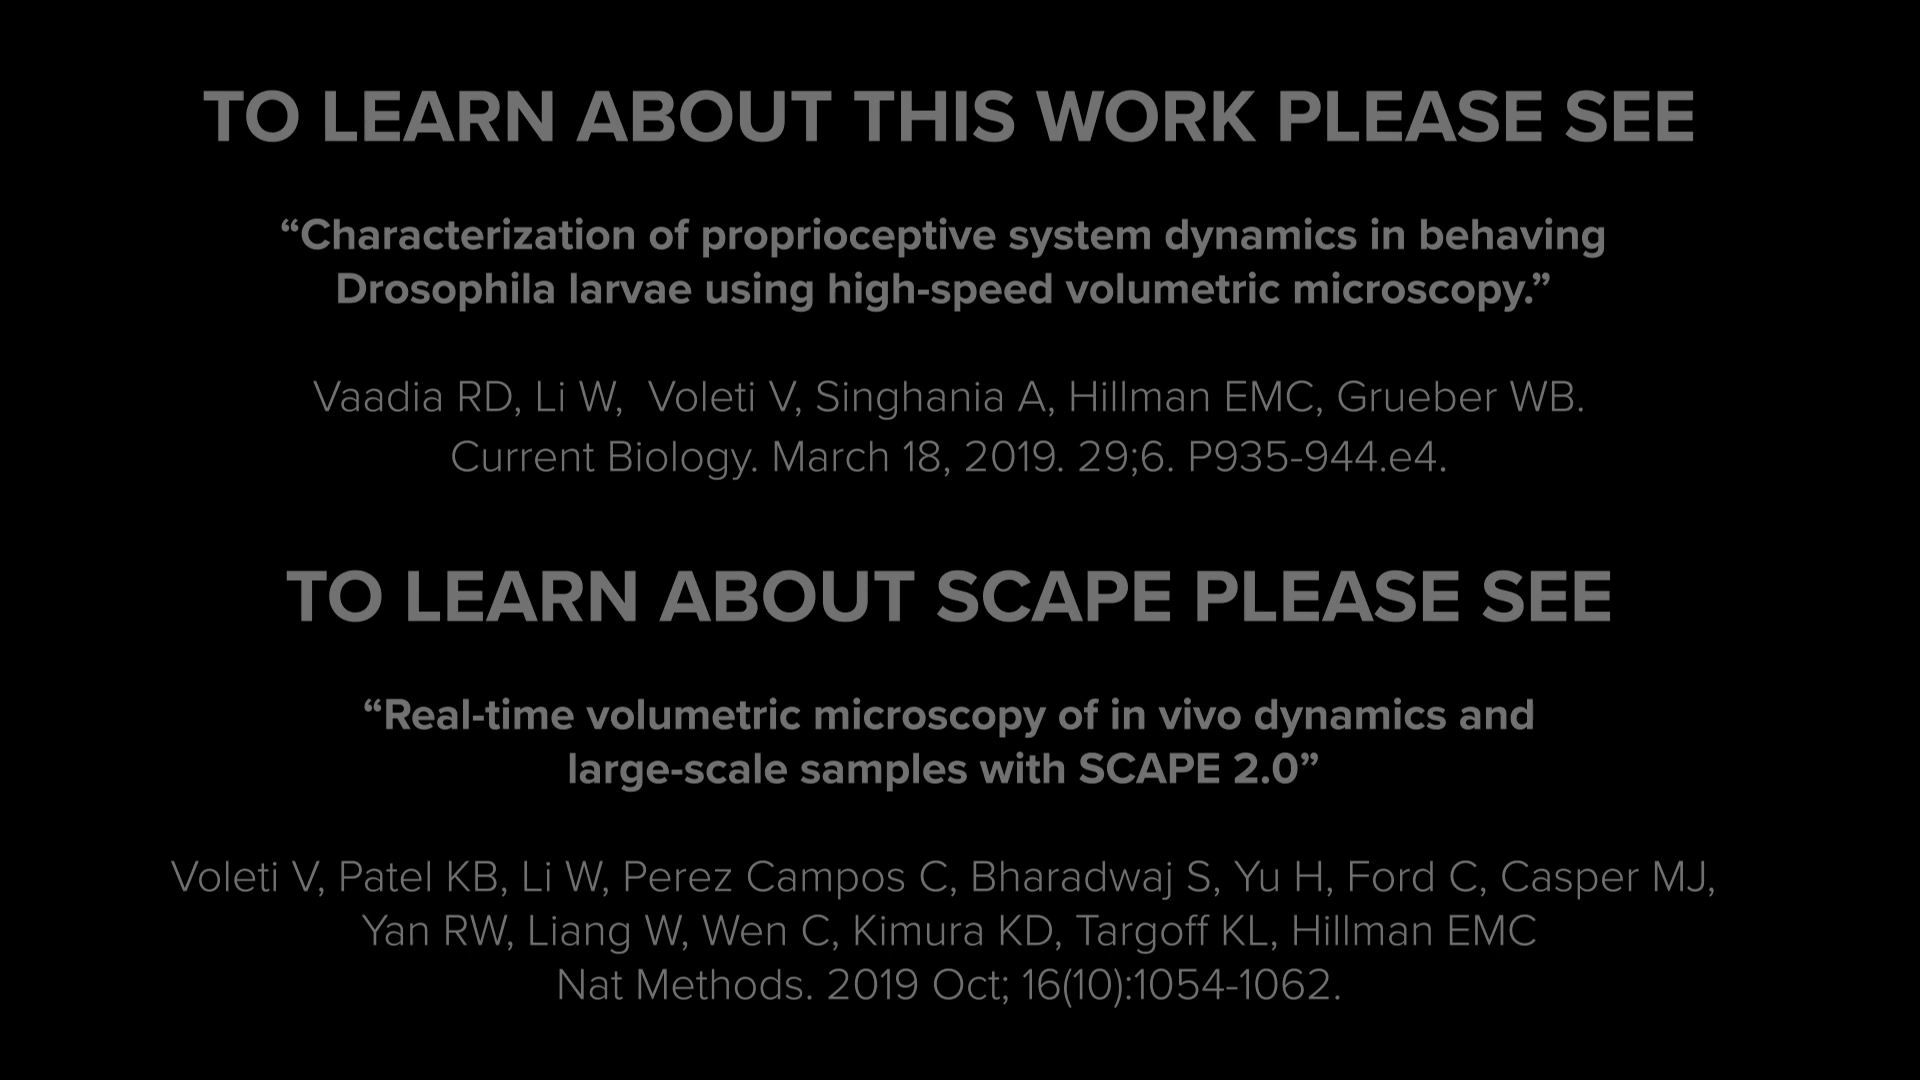 TO LEARN ABOUT THIS WORK PLEASE SEE
“Characterization of proprioceptive system dynamics in behaving
Drosophila larvae using high-speed volumetric microscopy.”
Vaadia RD, Li W, Voleti V, Singhania A, Hillman EMC, Grueber WB.
Current Biology. March 18, 2019. 29;6. P935-944.e4.
TO LEARN ABOUT SCAPE PLEASE SEE
“Real-time volumetric microscopy of in vivo dynamics and
large-scale samples with SCAPE 2.0”
Voleti V, Patel KB, Li W, Perez Campos C, Bharadwaj S, Yu H, Ford C, Casper MJ,
Yan RW, Liang W, Wen C, Kimura KD, Targoff KL, Hillman EMC
Nat Methods. 2019 Oct; 16(10):1054-1062.